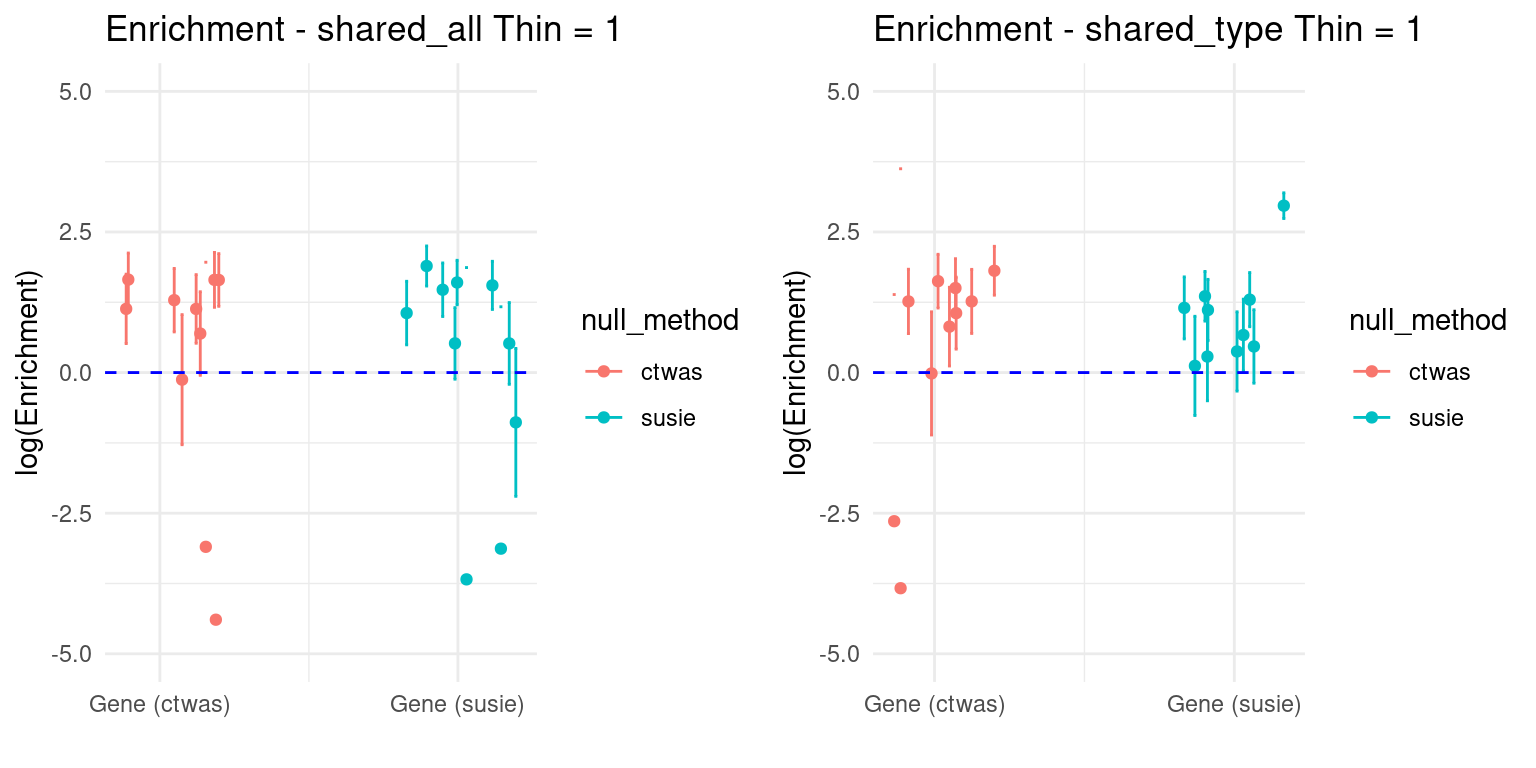 Enrichment - shared_all Thin = 1
log(Enrichment)
5.0
2.5
0.0
-2.5
-5.0
Gene (ctwas)
Gene (susie)
null_method
ctwas
susie
Enrichment - shared_type Thin = 1
log(Enrichment)
5.0
2.5
0.0
-2.5
-5.0
Gene (ctwas)
Gene (susie)
null_method
ctwas
susie